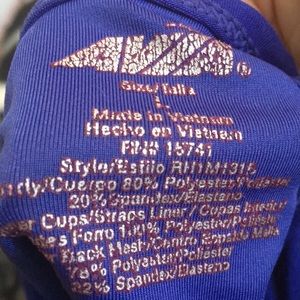 Size/Talla
L
Made in Vietnam
Hecho en Vietnam
RN# 15741
Style/Estilo
Body/Cuerpo 80% Polyester/Poliester
20% Spandex/Elastano
Cups/Straps Liner / Copas
Forro 100% Polyester/Poliester
Back Mesh/Centro Espalda Malla
78% Polyester/Poliester
22% Spandex/Elastano